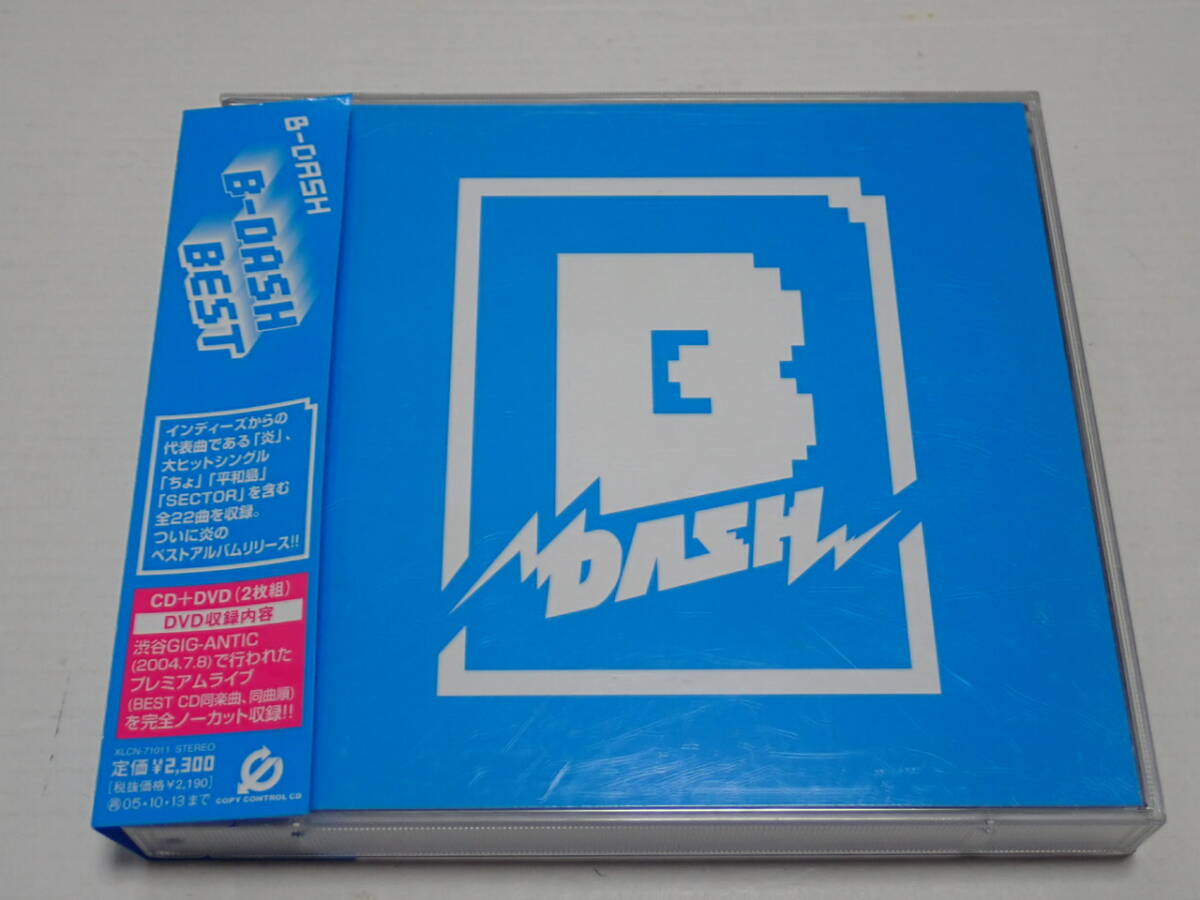 B-DASH
B-DASH
BEST
インディーズからの
代表曲である「炎」、
大ヒットシングル
「ちょ」「平和島」
「SECTOR」を含む
全22曲を収録。
ついに炎の
ベストアルバムリリース!!
CD+DVD(2枚組)
DVD収録内容
渋谷GIG-ANTIC
(2004.7.8)で行われた
プレミアムライブ
(BEST CD同楽曲、同曲順)
を完全ノーカット収録!!
XLCN-71011 STEREO
定価¥2,300
[税抜価格¥2,190]
Ⓡ05・10・13まで
COPY CONTROL CD
B
DASH